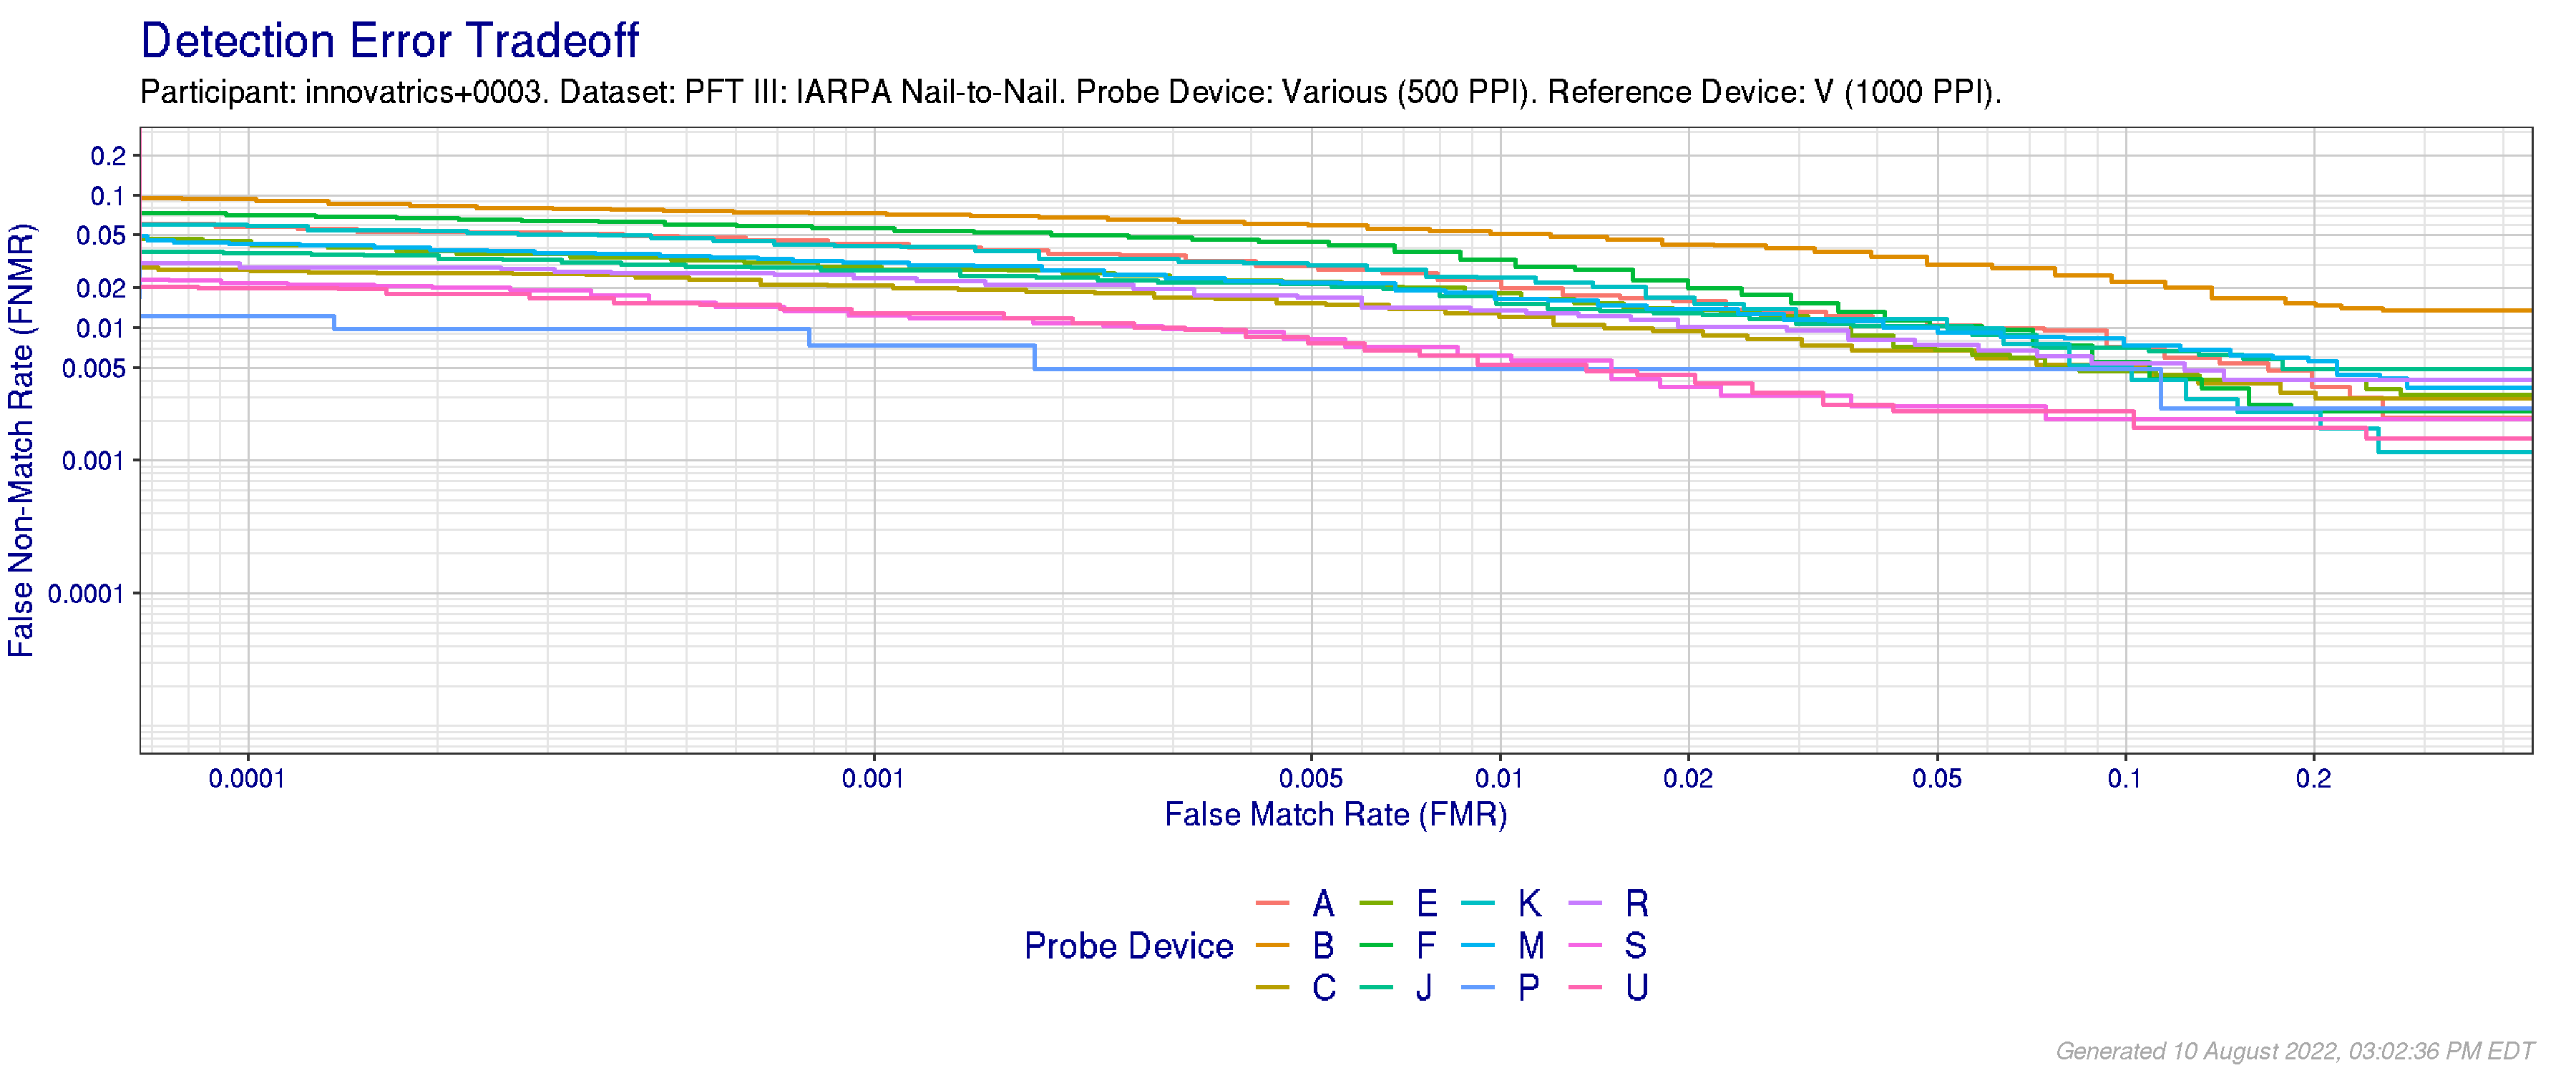 Detection Error Tradeoff
Participant: innovatrics+0003. Dataset: PFT III: IARPA Nail-to-Nail. Probe Device: Various (500 PPI). Reference Device: V (1000 PPI).
False Non-Match Rate (FNMR)
0.2
0.1
0.05
0.02
0.01
0.005
0.001
0.0001
0.0001 0.001 0.005 0.01 0.02 0.05 0.1 0.2
False Match Rate (FMR)
Probe Device
A E K R
B F M S
C J P U
Generated 10 August 2022, 03:02:36 PM EDT